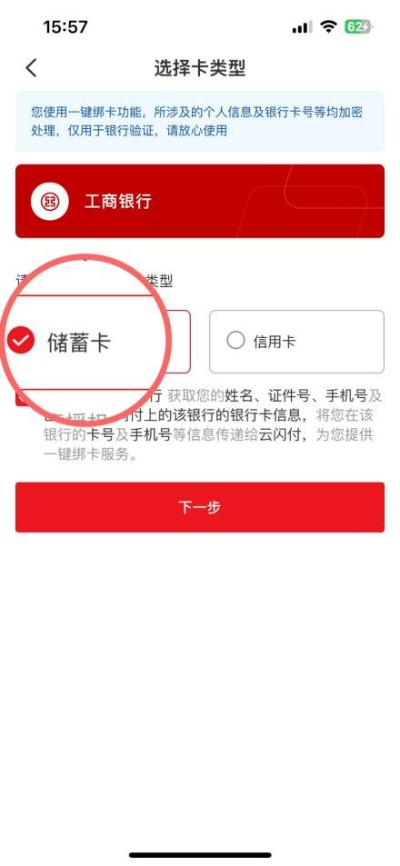 15:57
62
选择卡类型
您使用一键绑卡功能，所涉及的个人信息及银行卡号等均加密
处理，仅用于银行验证，请放心使用
工商银行
类型
储蓄卡
信用卡
行 获取您的姓名、证件号、手机号及
付上的该银行的银行卡信息，将您在该
银行的卡号及手机号等信息传递给云闪付，为您提供
一键绑卡服务。
下一步